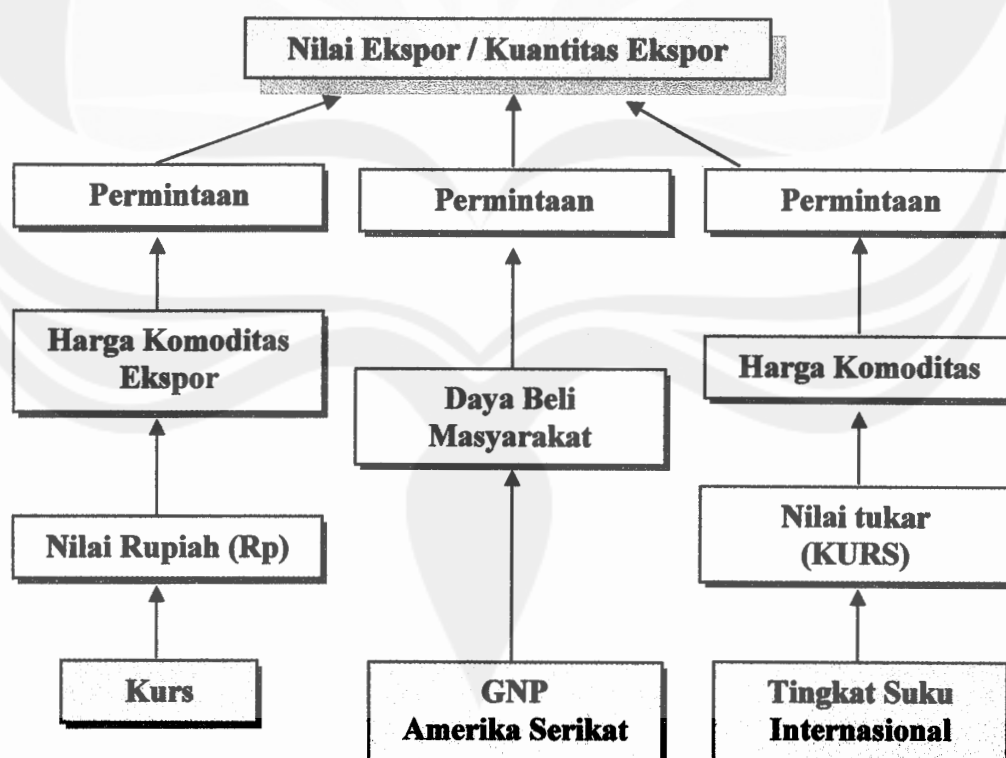 Nilai Ekspor / Kuantitas Ekspor
Permintaan
Permintaan
Permintaan
Harga Komoditas
Ekspor
Daya Beli
Masyarakat
Harga Komoditas
Nilai Rupiah (Rp)
Nilai tukar
(KURS)
Kurs
GNP
Amerika Serikat
Tingkat Suku
Internasional